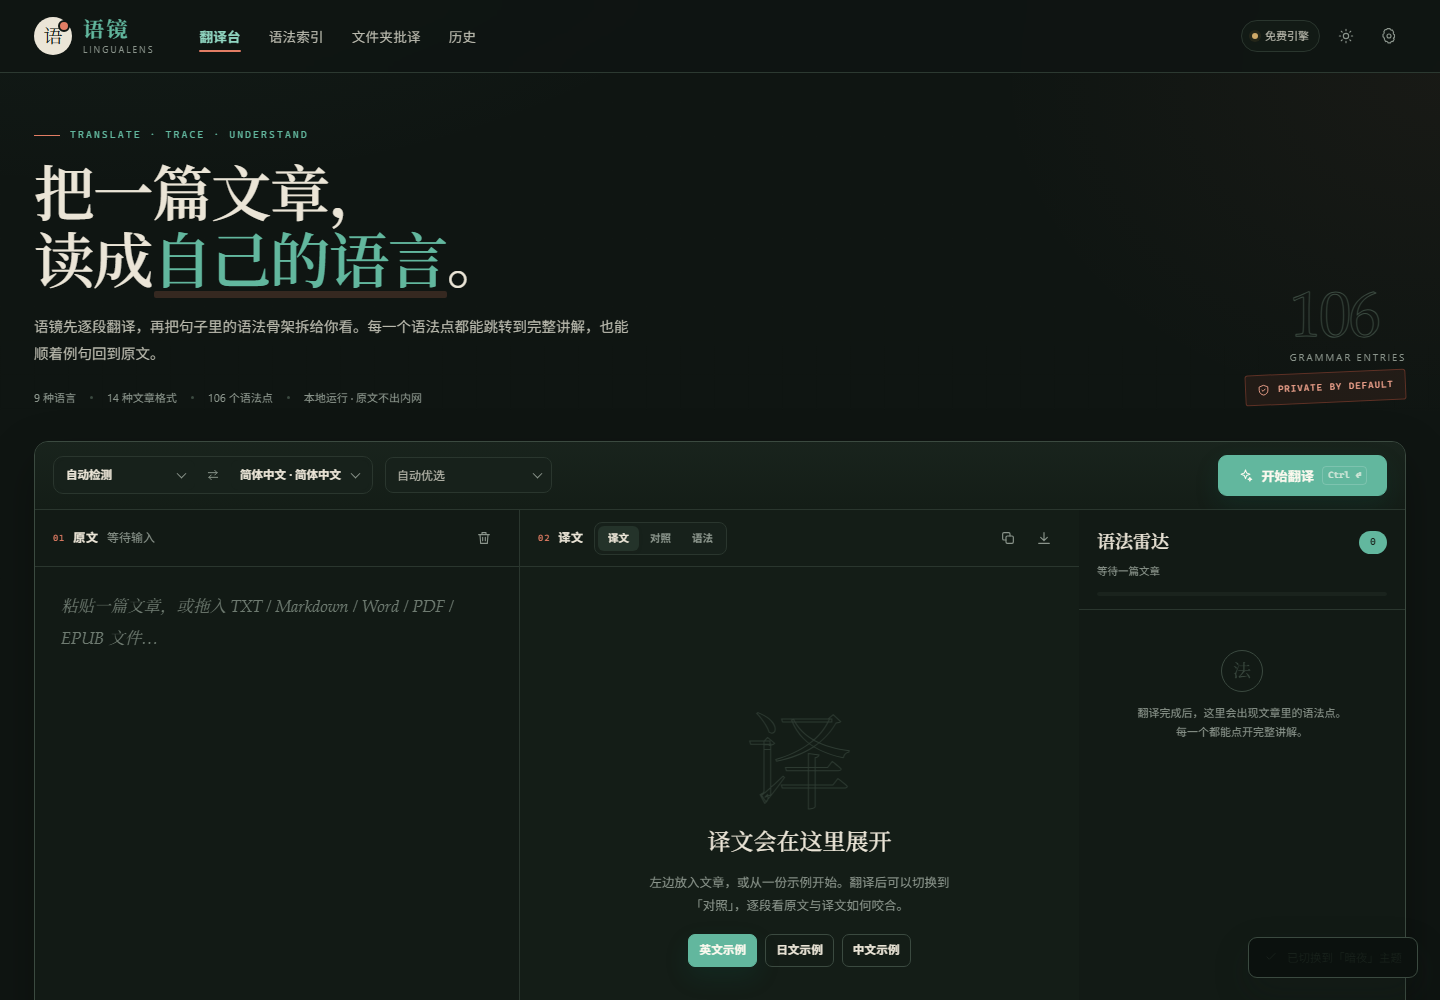 语
语镜
LINGUALENS
翻译台
语法索引
文件夹批译
历史
免费引擎
TRANSLATE · TRACE · UNDERSTAND
把一篇文章，
读成自己的语言。
语镜先逐段翻译，再把句子里的语法骨架拆给你看。每一个语法点都能跳转到完整讲解，也能
顺着例句回到原文。
9 种语言 • 14 种文章格式 • 106 个语法点 • 本地运行 · 原文不出内网
106
GRAMMAR ENTRIES
PRIVATE BY DEFAULT
自动检测
简体中文 · 简体中文
自动优选
开始翻译 Ctrl ⏎
01 原文 等待输入
02 译文
译文
对照
语法
语法雷达
0
等待一篇文章
粘贴一篇文章，或拖入 TXT / Markdown / Word / PDF /
EPUB 文件…
法
翻译完成后，这里会出现文章里的语法点。
每一个都能点开完整讲解。
译
译文会在这里展开
左边放入文章，或从一份示例开始。翻译后可以切换到
「对照」，逐段看原文与译文如何咬合。
英文示例
日文示例
中文示例
已切换到「暗夜」主题